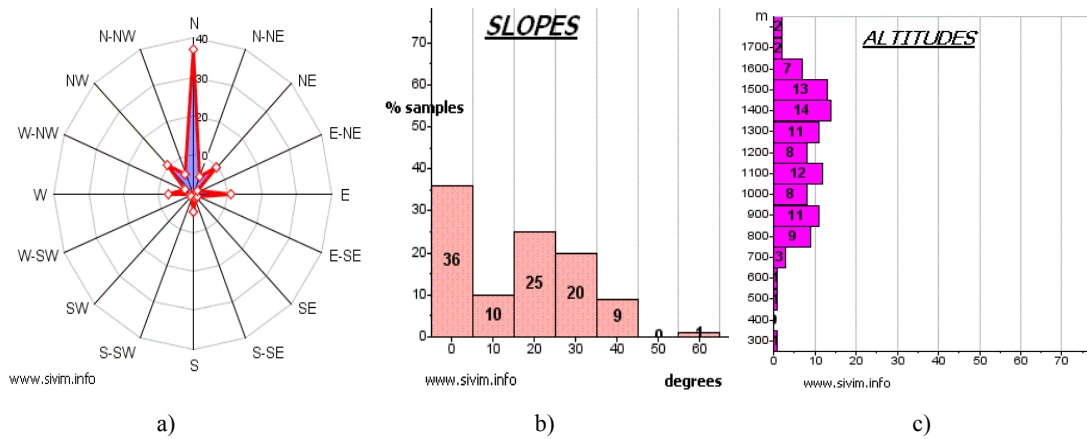 N
N-NW
N-NE
40
NW
NE
30
W-NW
20
E-NE
10
0
W
E
W-SW
E-SE
SW
SE
S-SW
S-SE
S
www.sivim.info
a)
SLOPES
70
60
% samples
50
40
30
20
10
0
36
10
25
20
9
0
1
0 10 20 30 40 50 60
www.sivim.info
degrees
b)
m
ALTITUDES
2
1700 2
1600 7
1500 13
1400 14
1300 11
1200 8
1100 12
1000 8
900 11
800 9
700 3
600
500
400
300
0 10 20 30 40 50 60 70
www.sivim.info
c)